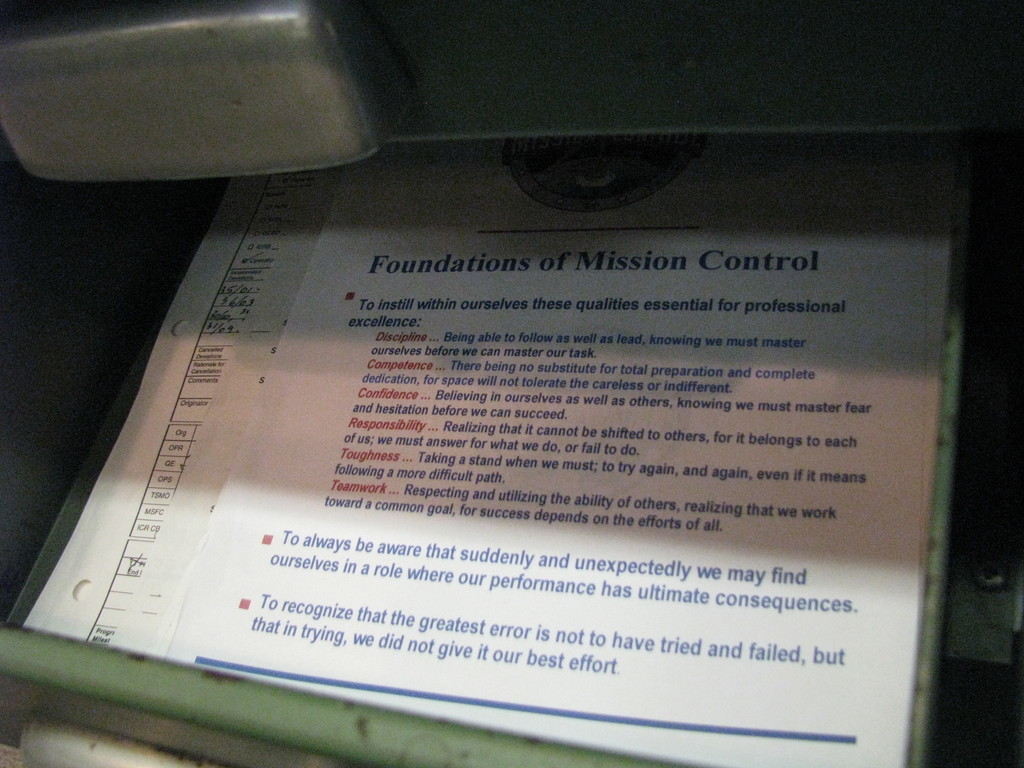 Foundations of Mission Control
To instill within ourselves these qualities essential for professional
excellence:
Discipline ... Being able to follow as well as lead, knowing we must master
ourselves before we can master our task.
Competence ... There being no substitute for total preparation and complete
dedication, for space will not tolerate the careless or indifferent.
Confidence ... Believing in ourselves as well as others, knowing we must master fear
and hesitation before we can succeed.
Responsibility ... Realizing that it cannot be shifted to others, for it belongs to each
of us; we must answer for what we do, or fail to do.
Toughness ... Taking a stand when we must; to try again, and again, even if it means
following a more difficult path.
Teamwork ... Respecting and utilizing the ability of others, realizing that we work
toward a common goal, for success depends on the efforts of all.
To always be aware that suddenly and unexpectedly we may find
ourselves in a role where our performance has ultimate consequences.
To recognize that the greatest error is not to have tried and failed, but
that in trying, we did not give it our best effort.
Cancelled
Deviations
Rationale for
Cancellation
Comments
Originator
Org
OPR
QE
OPS
TSMO
MSFC
ICR CB